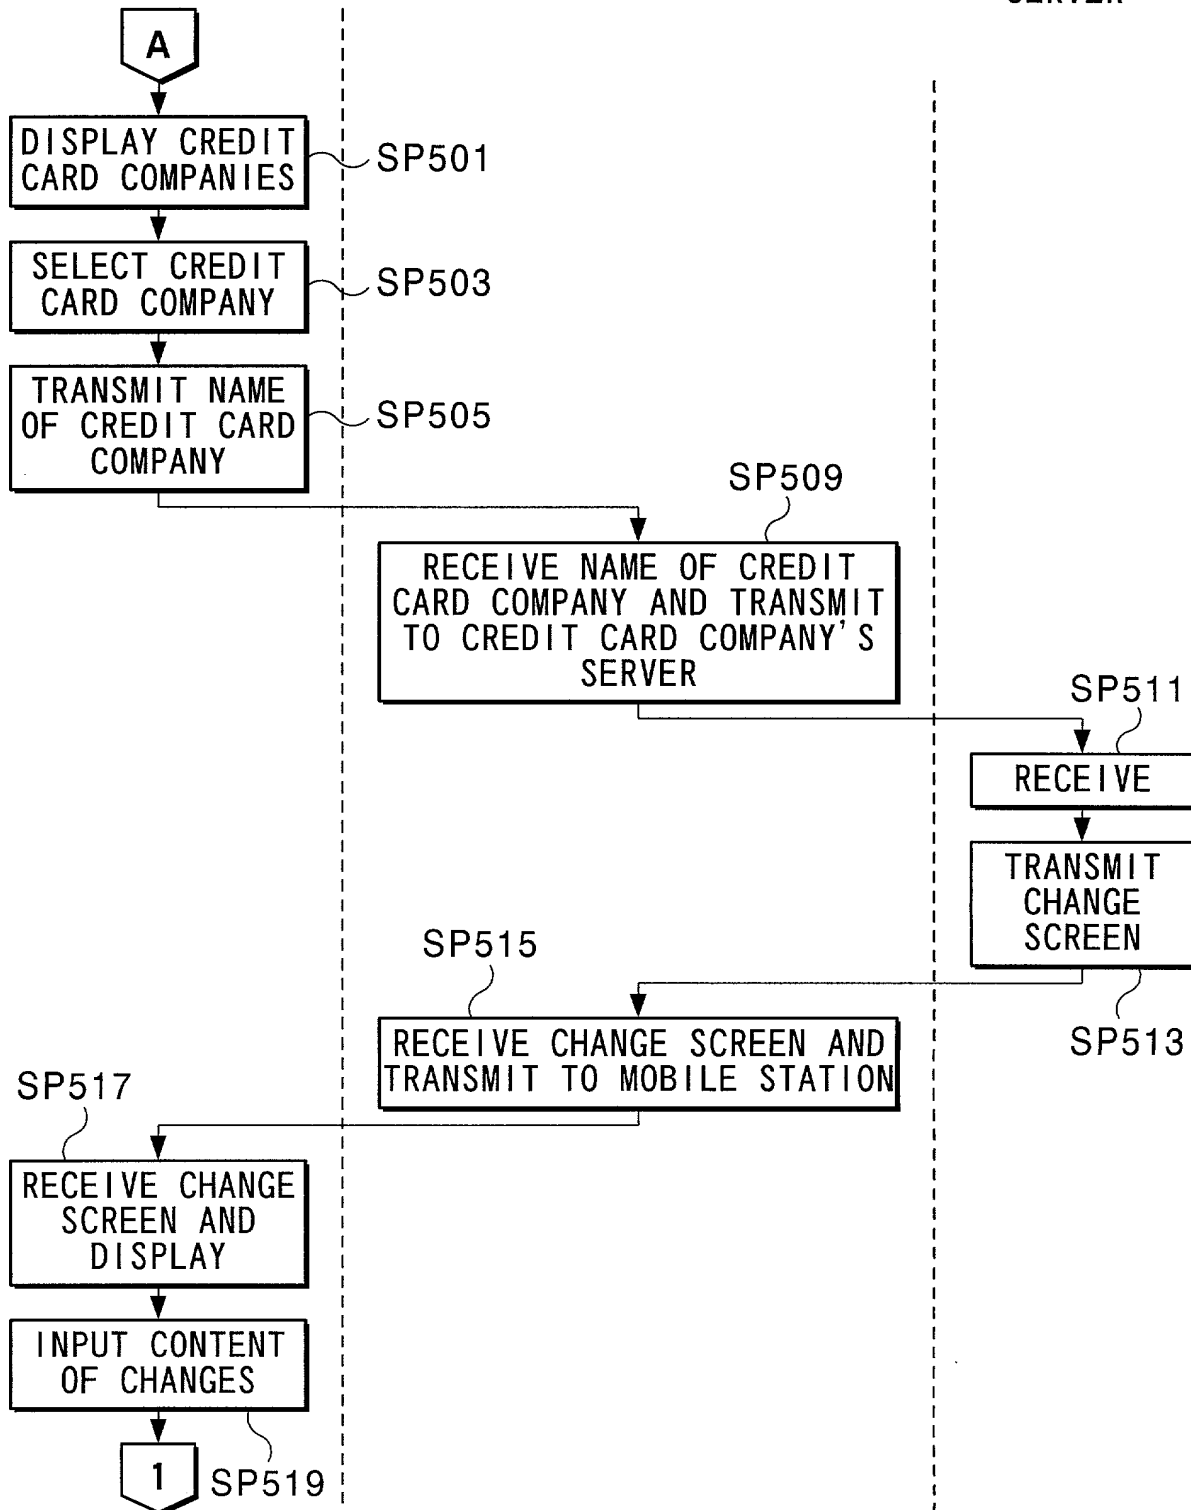 A
DISPLAY CREDIT
CARD COMPANIES
SP501
SELECT CREDIT
CARD COMPANY
SP503
TRANSMIT NAME
OF CREDIT CARD
COMPANY
SP505
SP509
RECEIVE NAME OF CREDIT
CARD COMPANY AND TRANSMIT
TO CREDIT CARD COMPANY'S
SERVER
SP511
RECEIVE
TRANSMIT
CHANGE
SCREEN
SP513
SP515
RECEIVE CHANGE SCREEN AND
TRANSMIT TO MOBILE STATION
SP517
RECEIVE CHANGE
SCREEN AND
DISPLAY
INPUT CONTENT
OF CHANGES
SP519
1